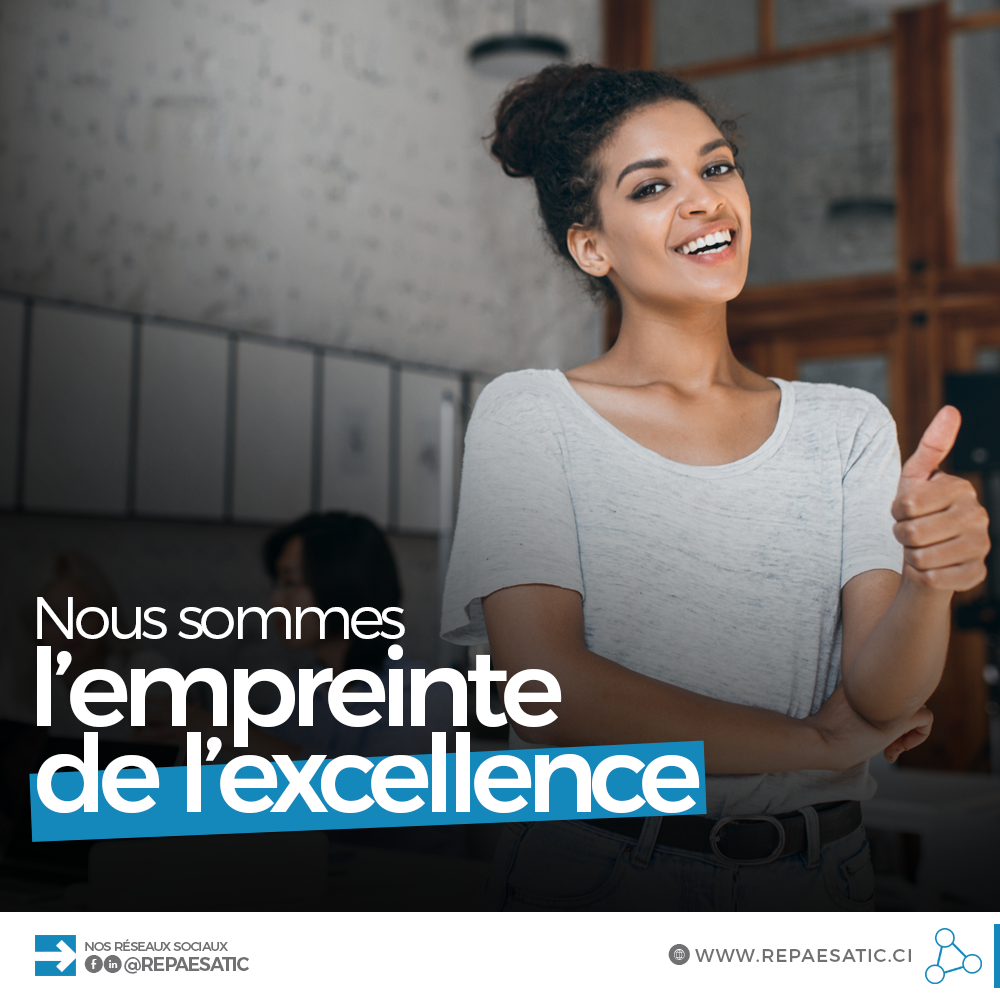 Nous sommes
l’empreinte
de l’excellence
NOS RÉSEAUX SOCIAUX
@REPAESATIC
WWW.REPAESATIC.CI